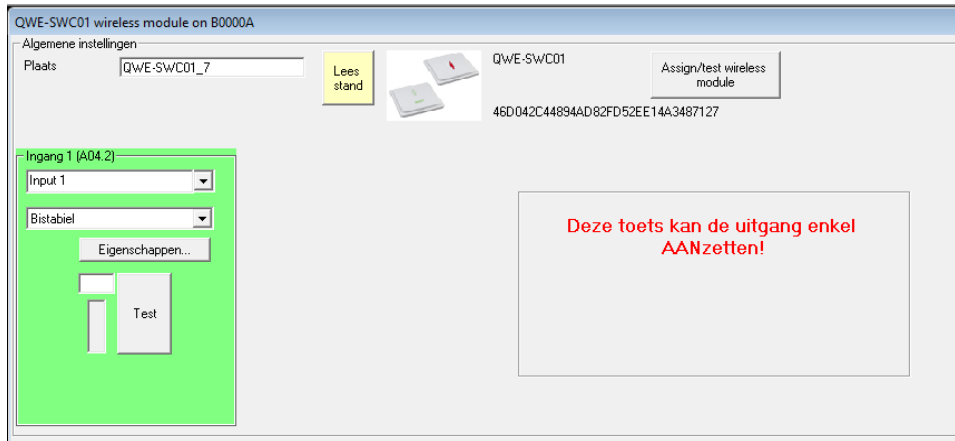 QWE-SWC01 wireless module on B0000A
Algemene instellingen
Plaats
QWE-SWC01_7
Lees
stand
QWE-SWC01
Assign/test wireless
module
46D042C44894AD82FD52EE14A3487127
Ingang 1 (A04.2)
Input 1
Bistabiel
Eigenschappen...
Test
Deze toets kan de uitgang enkel
AANzetten!